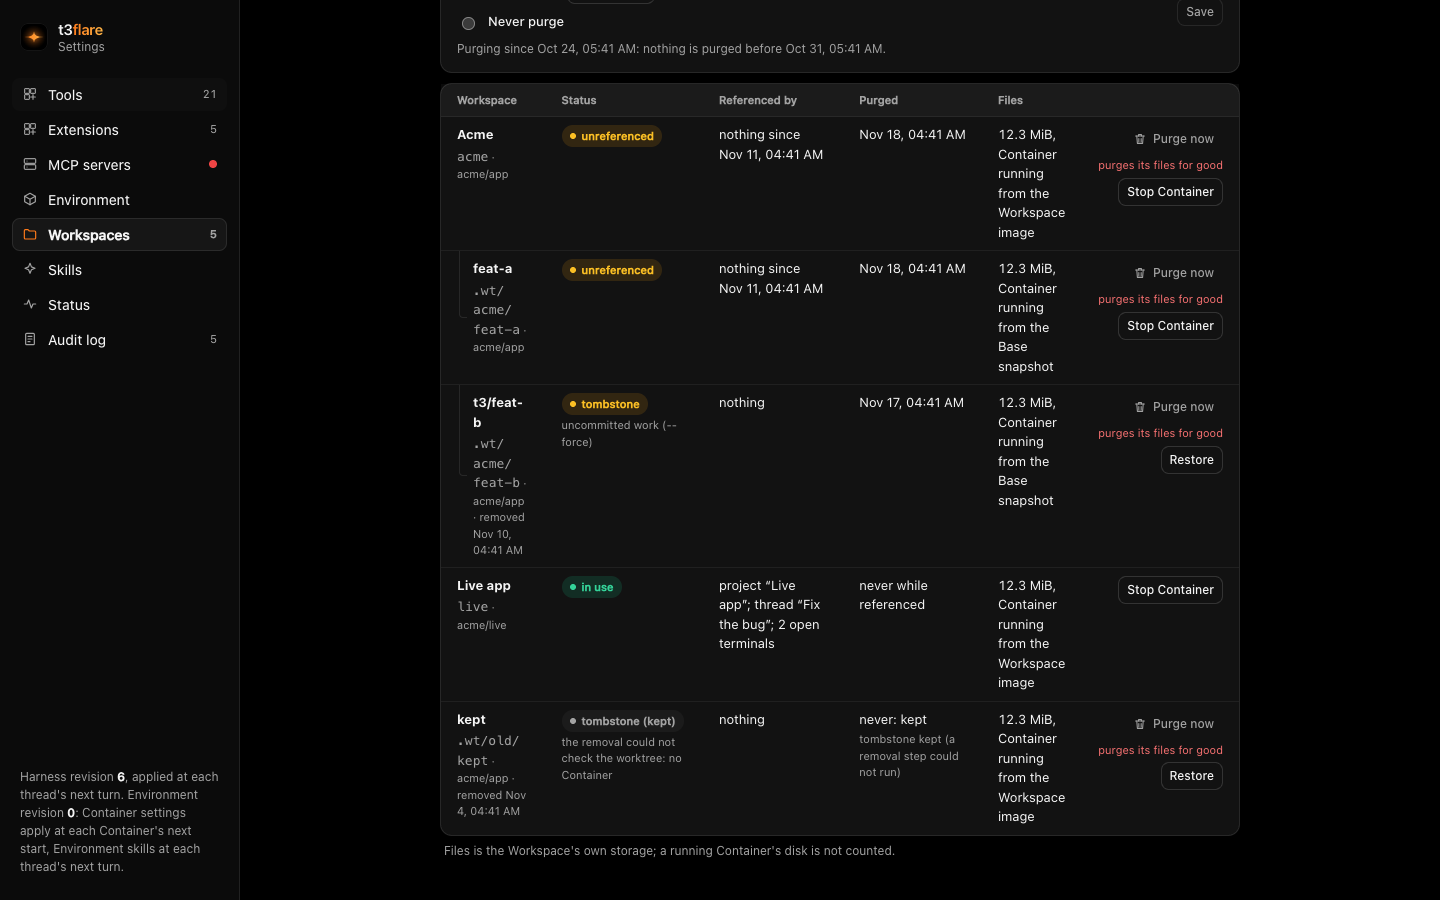 t3flare
Settings
Tools 21
Extensions 5
MCP servers
Environment
Workspaces 5
Skills
Status
Audit log 5
Harness revision 6, applied at each
thread's next turn. Environment
revision 0: Container settings
apply at each Container's next
start, Environment skills at each
thread's next turn.
Never purge
Save
Purging since Oct 24, 05:41 AM: nothing is purged before Oct 31, 05:41 AM.
Workspace Status Referenced by Purged Files
Acme
acme ·
acme/app
unreferenced
nothing since
Nov 11, 04:41 AM
Nov 18, 04:41 AM
12.3 MiB,
Container
running
from the
Workspace
image
Purge now
purges its files for good
Stop Container
feat-a
.wt/
acme/
feat-a ·
acme/app
unreferenced
nothing since
Nov 11, 04:41 AM
Nov 18, 04:41 AM
12.3 MiB,
Container
running
from the
Base
snapshot
Purge now
purges its files for good
Stop Container
t3/feat-
b
.wt/
acme/
feat-b ·
acme/app
· removed
Nov 10,
04:41 AM
tombstone
uncommitted work (--
force)
nothing
Nov 17, 04:41 AM
12.3 MiB,
Container
running
from the
Base
snapshot
Purge now
purges its files for good
Restore
Live app
live ·
acme/live
in use
project “Live
app”; thread “Fix
the bug”; 2 open
terminals
never while
referenced
12.3 MiB,
Container
running
from the
Workspace
image
Stop Container
kept
.wt/old/
kept ·
acme/app ·
removed Nov
4, 04:41 AM
tombstone (kept)
the removal could not
check the worktree: no
Container
nothing
never: kept
tombstone kept (a
removal step could
not run)
12.3 MiB,
Container
running
from the
Workspace
image
Purge now
purges its files for good
Restore
Files is the Workspace's own storage; a running Container's disk is not counted.